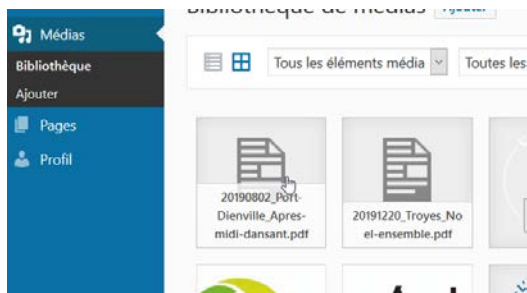 Bibliothèque de médias Ajouter
Médias
Bibliothèque
Ajouter
Pages
Profil
Tous les éléments média
Toutes les
20190802_Port-
Dienville_Apres-
midi-dansant.pdf
20191220_Troyes_No
el-ensemble.pdf